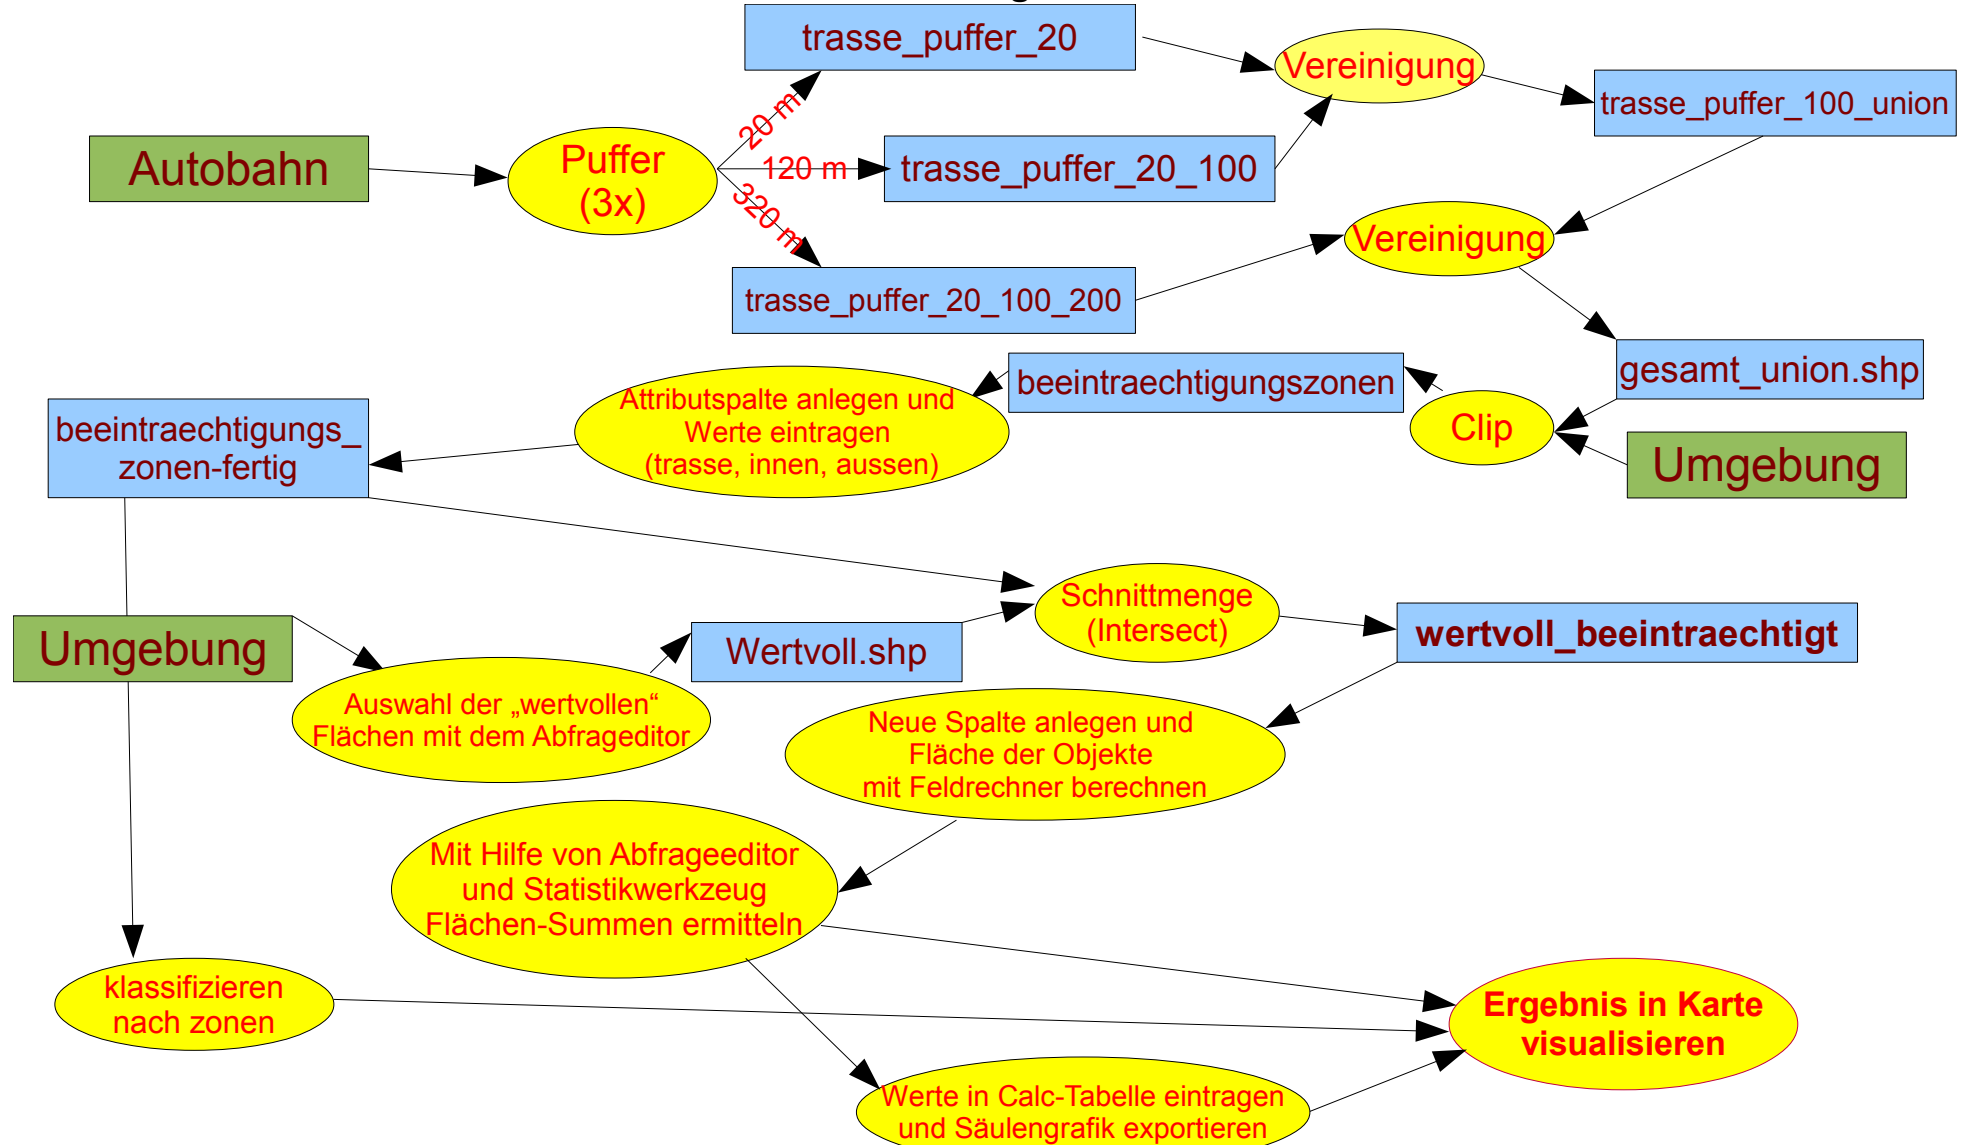 trasse_puffer_20
Vereinigung
trasse_puffer_100_union
20 m
Autobahn
Puffer
(3x)
120 m
trasse_puffer_20_100
320 m
Vereinigung
trasse_puffer_20_100_200
gesamt_union.shp
beeintraechtigungszonen
Attributspalte anlegen und
Werte eintragen
(trasse, innen, aussen)
Clip
beeintraechtigungs_
zonen-fertig
Umgebung
Schnittmenge
(Intersect)
wertvoll_beeintraechtigt
Umgebung
Wertvoll.shp
Auswahl der „wertvollen“
Flächen mit dem Abfrageditor
Neue Spalte anlegen und
Fläche der Objekte
mit Feldrechner berechnen
Mit Hilfe von Abfrageeditor
und Statistikwerkzeug
Flächen-Summen ermitteln
klassifizieren
nach zonen
Ergebnis in Karte
visualisieren
Werte in Calc-Tabelle eintragen
und Säulengrafik exportieren